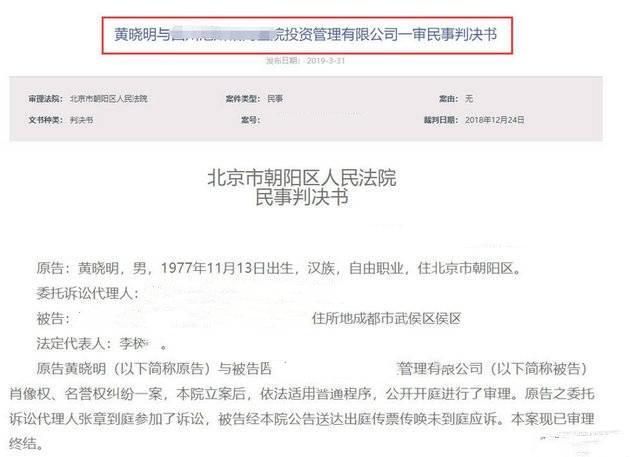 黄晓明与 院投资管理有限公司一审民事判决书
发布日期：2019-3-31
审理法院：北京市朝阳区人民法院 案件类型：民事 案由：无
文书种类：判决书 案号： 裁判日期：2018年12月24日
北京市朝阳区人民法院
民事判决书
原告：黄晓明，男，1977年11月13日出生，汉族，自由职业，住北京市朝阳区。
委托诉讼代理人：
被告： 住所地成都市武侯区侯区
法定代表人：李 。
原告黄晓明（以下简称原告）与被告 管理有限公司（以下简称被告）
肖像权、名誉权纠纷一案，本院立案后，依法适用普通程序，公开开庭进行了审理。原告之委托
诉讼代理人张章到庭参加了诉讼，被告经本院公告送达出庭传票传唤未到庭应诉。本案现已审理
终结。